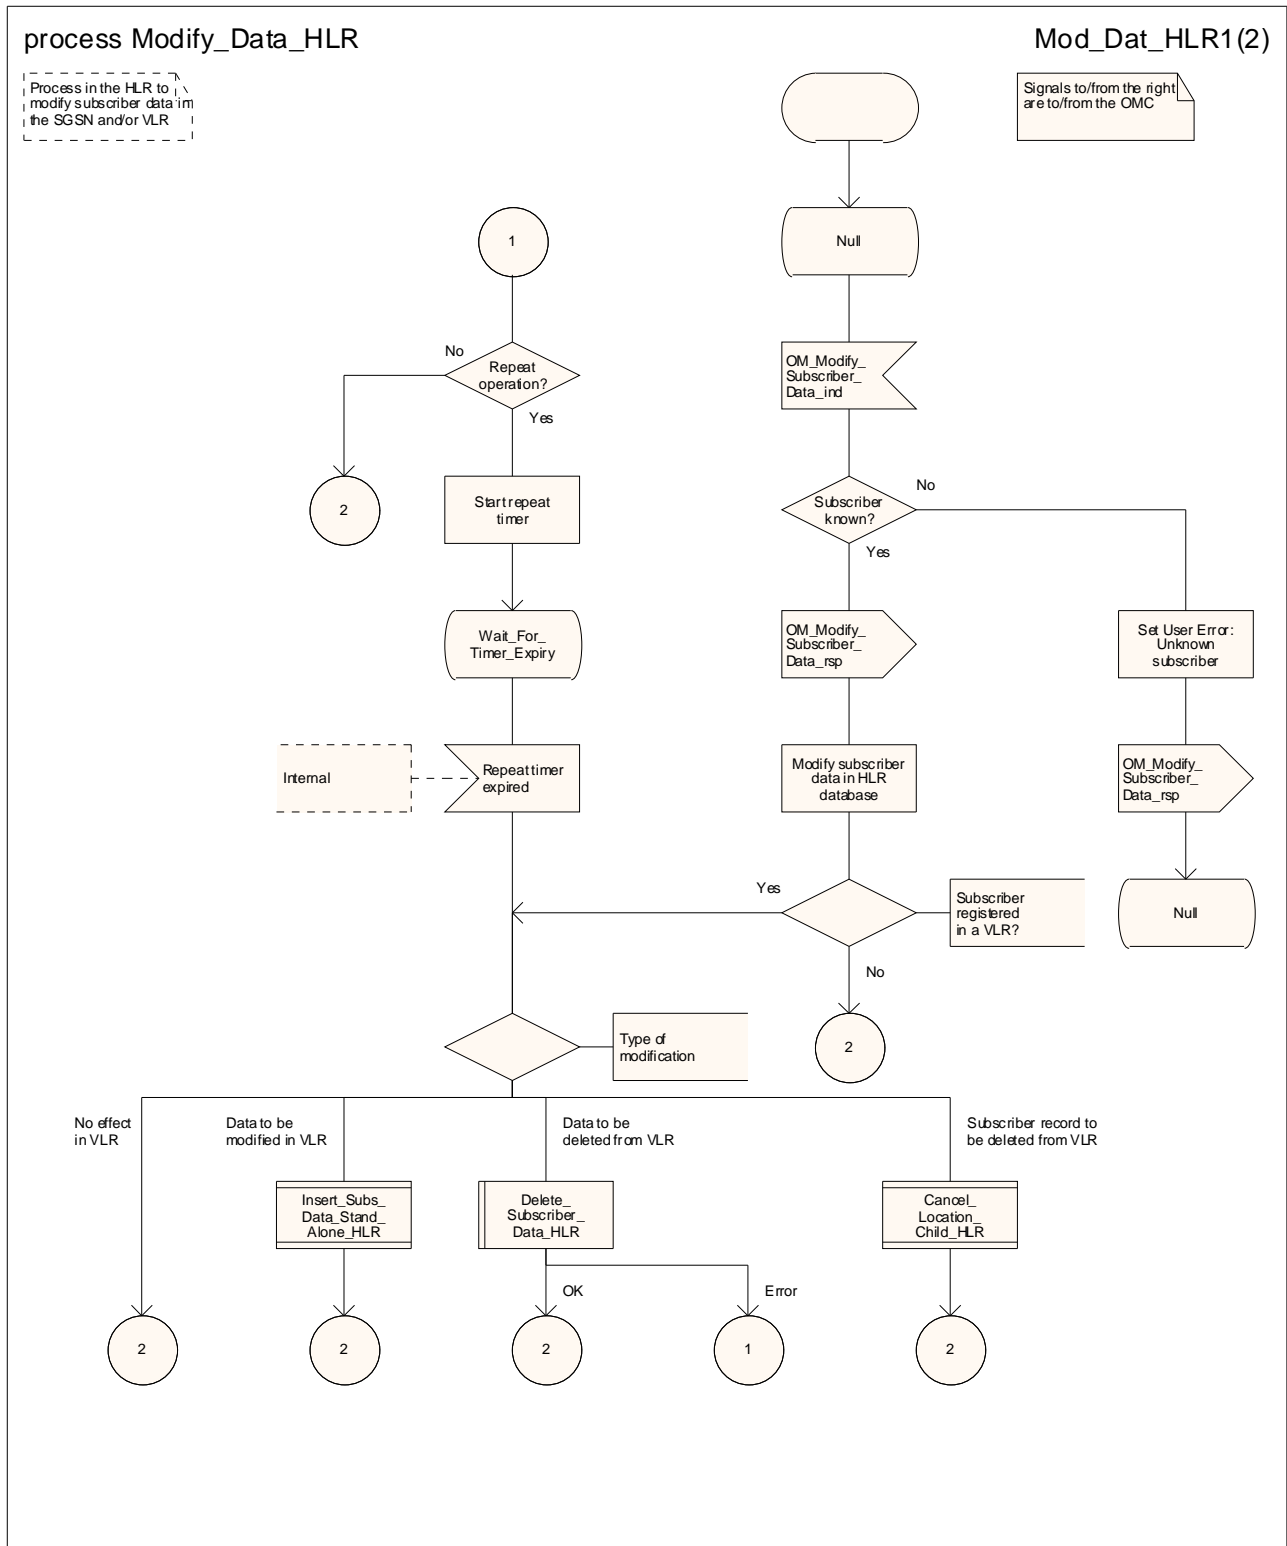 process Modify_Data_HLR
Mod_Dat_HLR1(2)
Process in the HLR to
modify subscriber data in
the SGSN and/or VLR
Signals to/from the right
are to/from the OMC
Null
1
OM_Modify_
Subscriber_
Data_ind
No
Repeat
operation?
Yes
2
Start repeat
timer
Subscriber
known?
No
Yes
Wait_For_
Timer_Expiry
OM_Modify_
Subscriber_
Data_rsp
Set User Error:
Unknown
subscriber
Internal
Repeat timer
expired
Modify subscriber
data in HLR
database
OM_Modify_
Subscriber_
Data_rsp
Yes
Subscriber
registered
in a VLR?
Null
No
2
Type of
modification
No effect
in VLR
Data to be
modified in VLR
Data to be
deleted from VLR
Subscriber record to
be deleted from VLR
Insert_Subs_
Data_Stand_
Alone_HLR
Delete_
Subscriber_
Data_HLR
Cancel_
Location_
Child_HLR
OK
Error
2
2
2
1
2